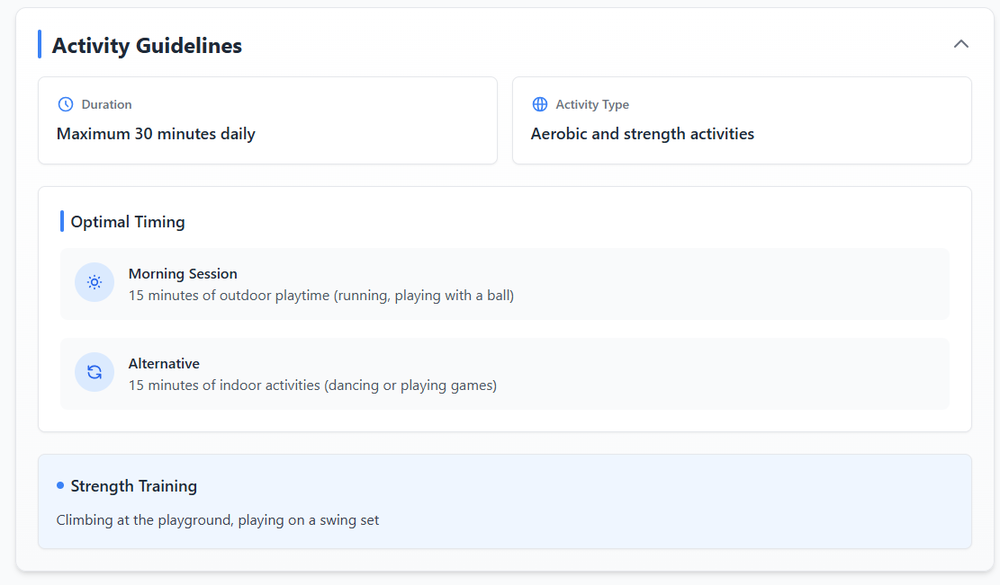 Activity Guidelines
Duration
Maximum 30 minutes daily
Activity Type
Aerobic and strength activities
Optimal Timing
Morning Session
15 minutes of outdoor playtime (running, playing with a ball)
Alternative
15 minutes of indoor activities (dancing or playing games)
Strength Training
Climbing at the playground, playing on a swing set